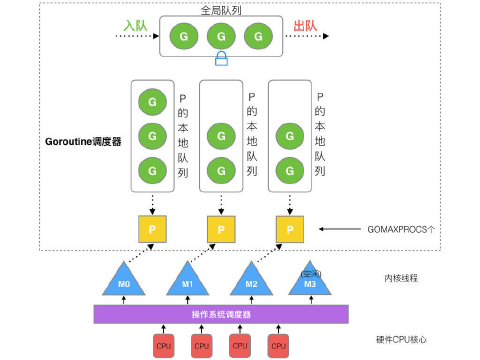 全局队列
入队
G G G
出队
G
G
G
P的本地队列
G
G
P的本地队列
G
G
P的本地队列
Goroutine调度器
P P P
GOMAXPROCS个
M0 M1 M2 (空闲) M3
内核线程
操作系统调度器
CPU CPU CPU CPU
硬件CPU核心